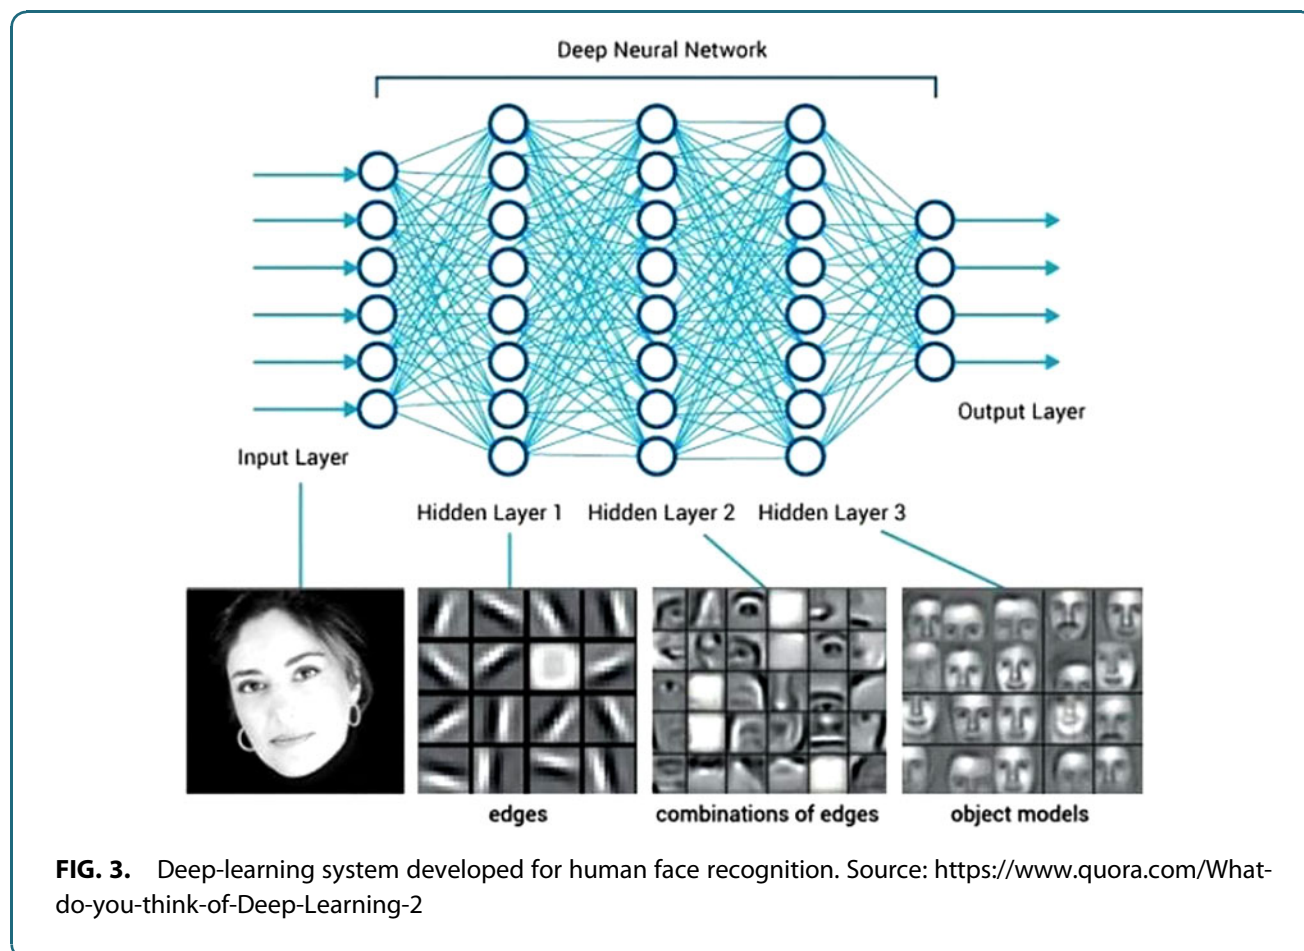 Deep Neural Network
Output Layer
Input Layer
Hidden Layer 1 Hidden Layer 2 Hidden Layer 3
edges combinations of edges object models
FIG. 3. Deep-learning system developed for human face recognition. Source: https://www.quora.com/What-
do-you-think-of-Deep-Learning-2